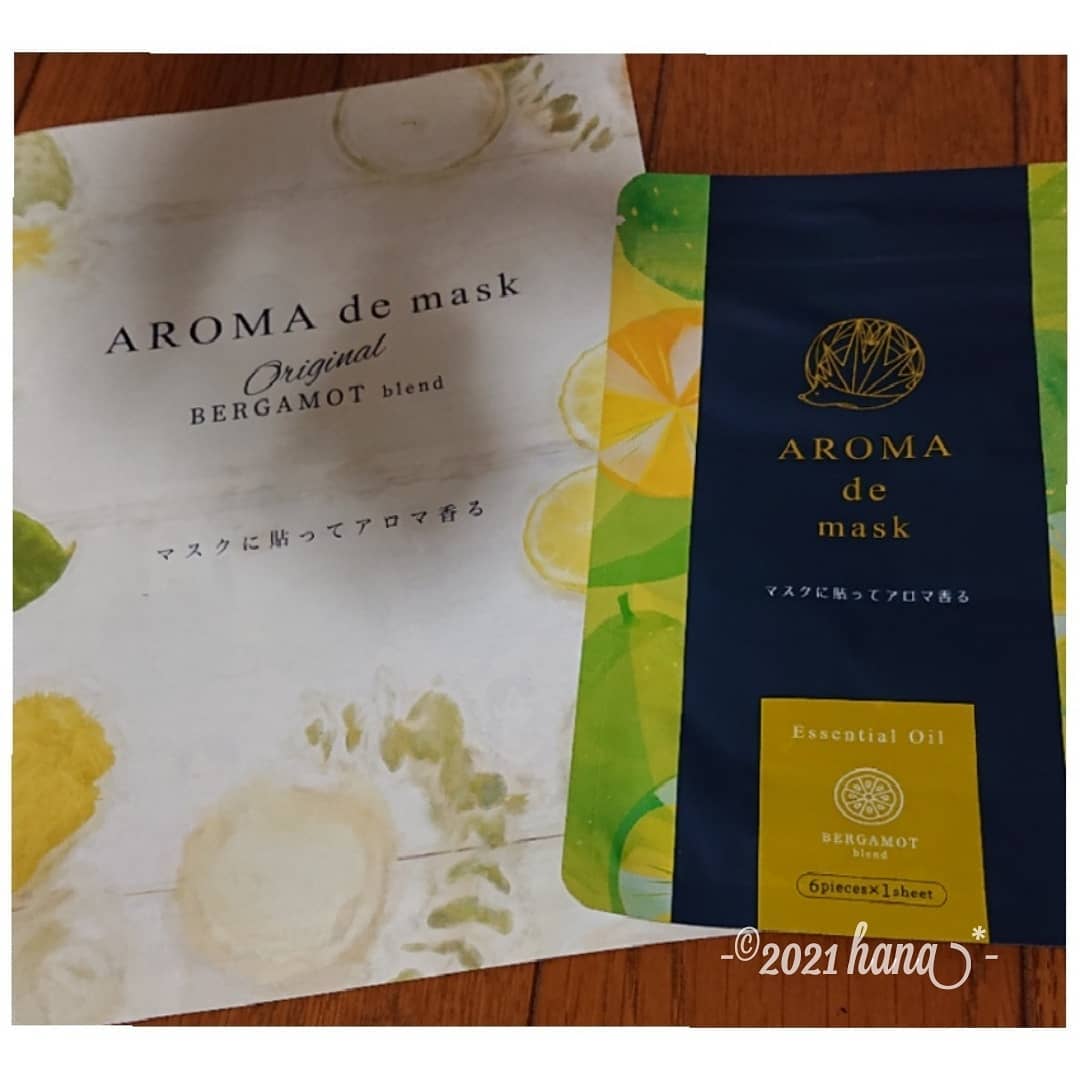 AROMA de mask
Original
BERGAMOT blend
マスクに貼ってアロマ香る
AROMA
de
mask
マスクに貼ってアロマ香る
Essential Oil
BERGAMOT
blend
6pieces×1sheet
-©2021 hana*-